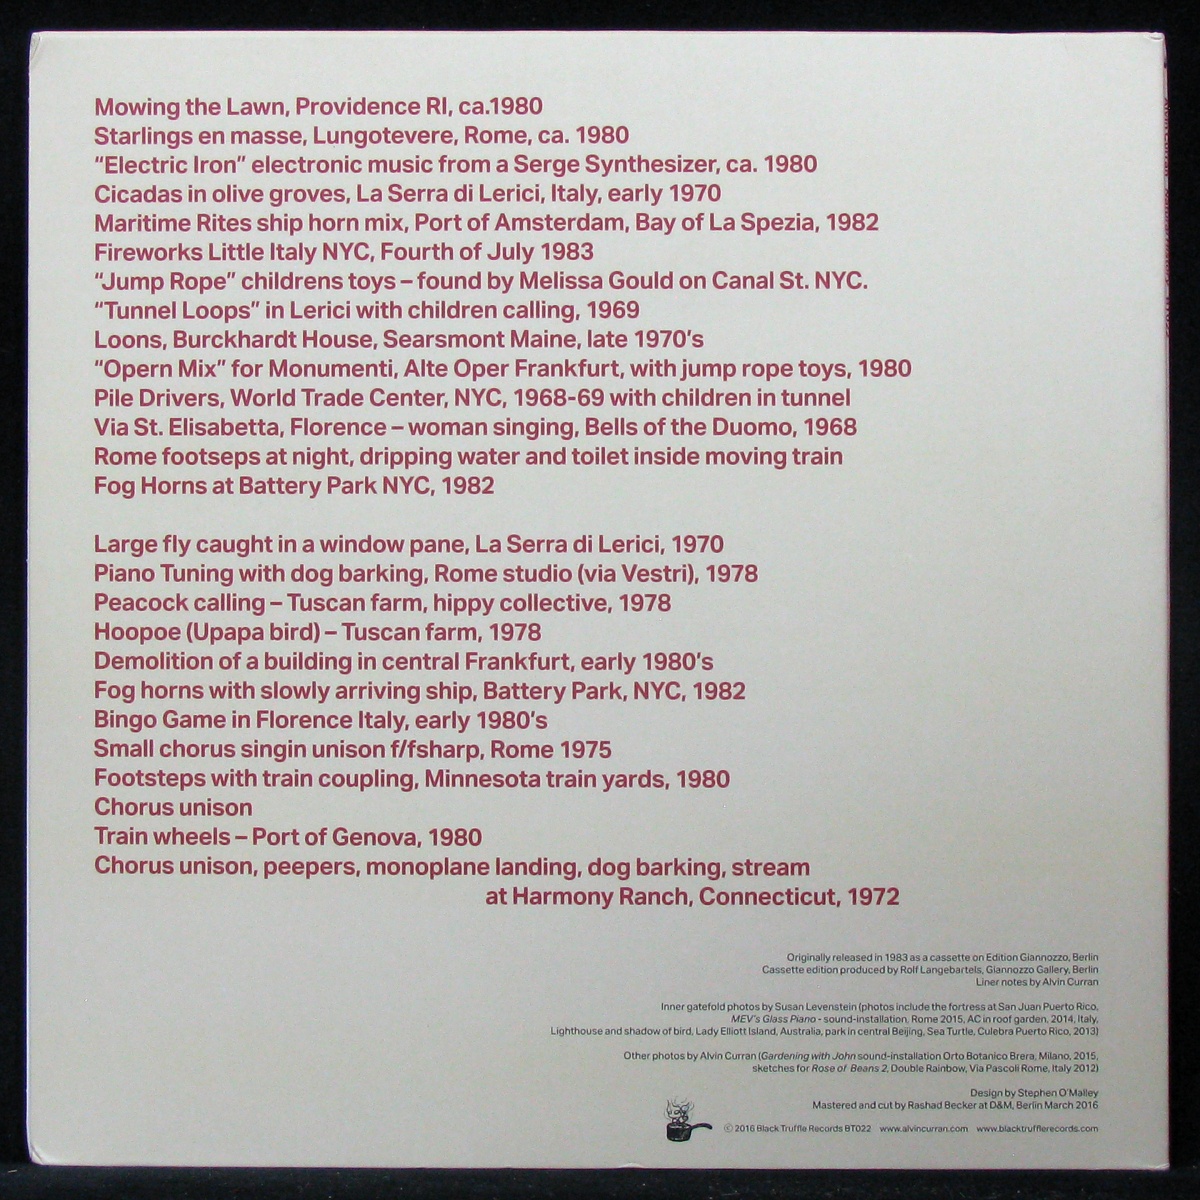 Mowing the Lawn, Providence RI, ca.1980
Starlings en masse, Lungotevere, Rome, ca. 1980
“Electric Iron” electronic music from a Serge Synthesizer, ca. 1980
Cicadas in olive groves, La Serra di Lerici, Italy, early 1970
Maritime Rites ship horn mix, Port of Amsterdam, Bay of La Spezia, 1982
Fireworks Little Italy NYC, Fourth of July 1983
“Jump Rope” childrens toys – found by Melissa Gould on Canal St. NYC.
“Tunnel Loops” in Lerici with children calling, 1969
Loons, Burckhardt House, Searsmont Maine, late 1970's
“Opern Mix” for Monumenti, Alte Oper Frankfurt, with jump rope toys, 1980
Pile Drivers, World Trade Center, NYC, 1968-69 with children in tunnel
Via St. Elisabetta, Florence – woman singing, Bells of the Duomo, 1968
Rome footseps at night, dripping water and toilet inside moving train
Fog Horns at Battery Park NYC, 1982
Large fly caught in a window pane, La Serra di Lerici, 1970
Piano Tuning with dog barking, Rome studio (via Vestri), 1978
Peacock calling – Tuscan farm, hippy collective, 1978
Hoopoe (Upapa bird) – Tuscan farm, 1978
Demolition of a building in central Frankfurt, early 1980's
Fog horns with slowly arriving ship, Battery Park, NYC, 1982
Bingo Game in Florence Italy, early 1980's
Small chorus singin unison f/fsharp, Rome 1975
Footsteps with train coupling, Minnesota train yards, 1980
Chorus unison
Train wheels – Port of Genova, 1980
Chorus unison, peepers, monoplane landing, dog barking, stream
at Harmony Ranch, Connecticut, 1972
Originally released in 1983 as a cassette on Edition Giannozzo, Berlin
Cassette edition produced by Rolf Langebartels, Giannozzo Gallery, Berlin
Liner notes by Alvin Curran
Inner gatefold photos by Susan Levenstein (photos include the fortress at San Juan Puerto Rico,
MEV's Glass Piano - sound-installation, Rome 2015, AC in roof garden, 2014, Italy,
Lighthouse and shadow of bird, Lady Elliott Island, Australia, park in central Beijing, Sea Turtle, Culebra Puerto Rico, 2013)
Other photos by Alvin Curran (Gardening with John sound-installation Orto Botanico Brera, Milano, 2015,
sketches for Rose of Beans 2, Double Rainbow, Via Pascoli Rome, Italy 2012)
Design by Stephen O'Malley
Mastered and cut by Rashad Becker at D&M, Berlin March 2016
© 2016 Black Truffle Records BT022 www.alvincurran.com www.blacktrufflerecords.com